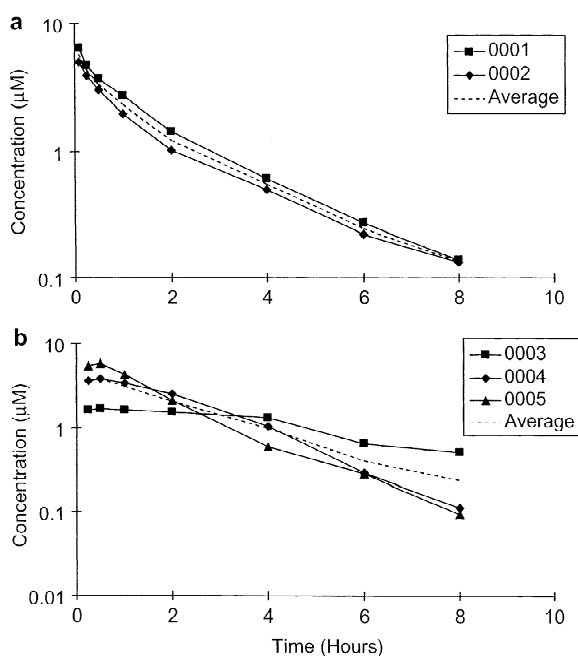 a
10
1
0.1
Concentration (µM)
0 2 4 6 8 10
0001
0002
Average
b
10
1
0.1
0.01
Concentration (µM)
0 2 4 6 8 10
Time (Hours)
0003
0004
0005
Average